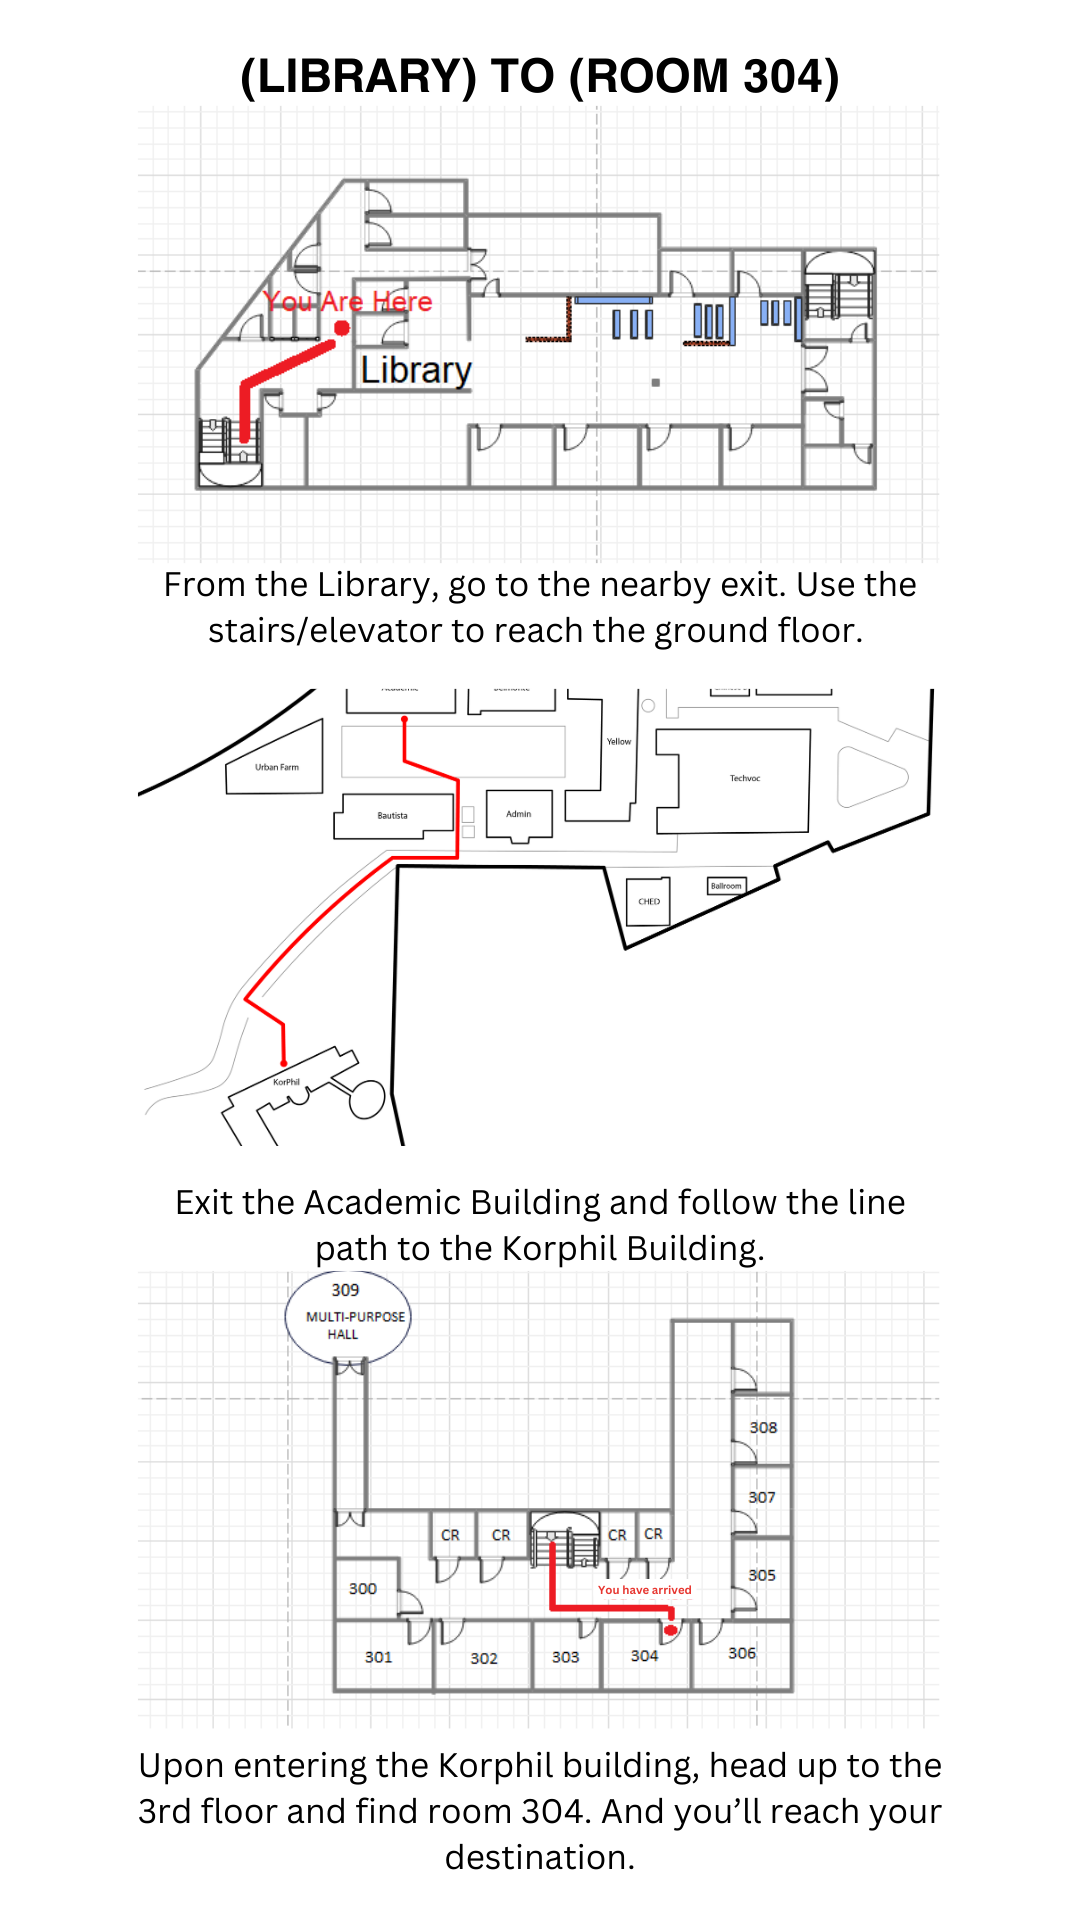 (LIBRARY) TO (ROOM 304)
You Are Here
Library
From the Library, go to the nearby exit. Use the
stairs/elevator to reach the ground floor.
Yellow
Urban Farm
Techvoc
Bautista
Admin
CHED
Ballroom
KorPhil
Exit the Academic Building and follow the line
path to the Korphil Building.
309
MULTI-PURPOSE
HALL
308
307
CR
CR
CR
CR
305
300
You have arrived
301
302
303
304
306
Upon entering the Korphil building, head up to the
3rd floor and find room 304. And you’ll reach your
destination.